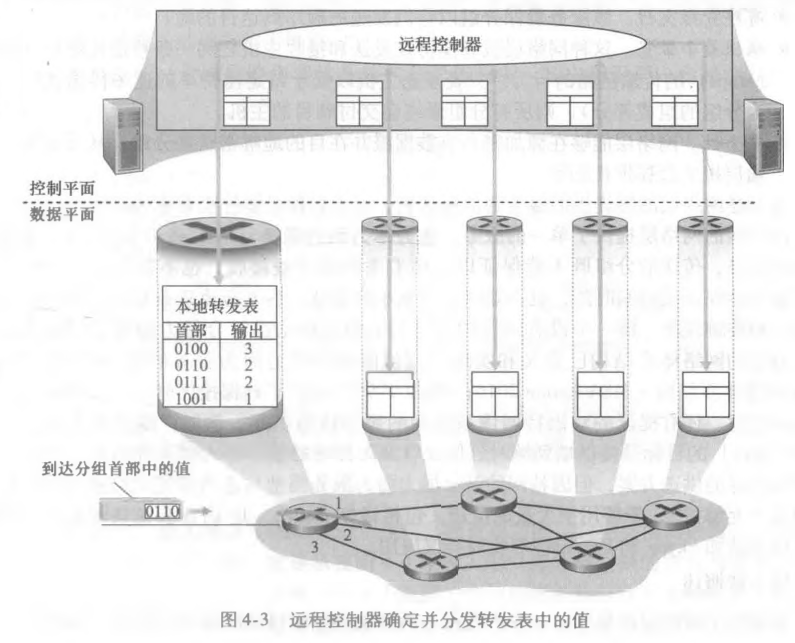 远程控制器
控制平面
数据平面
本地转发表
首部 输出
0100 3
0110 2
0111 2
1001 1
到达分组首部中的值
0110
1
2
3
图4-3 远程控制器确定并分发转发表中的值